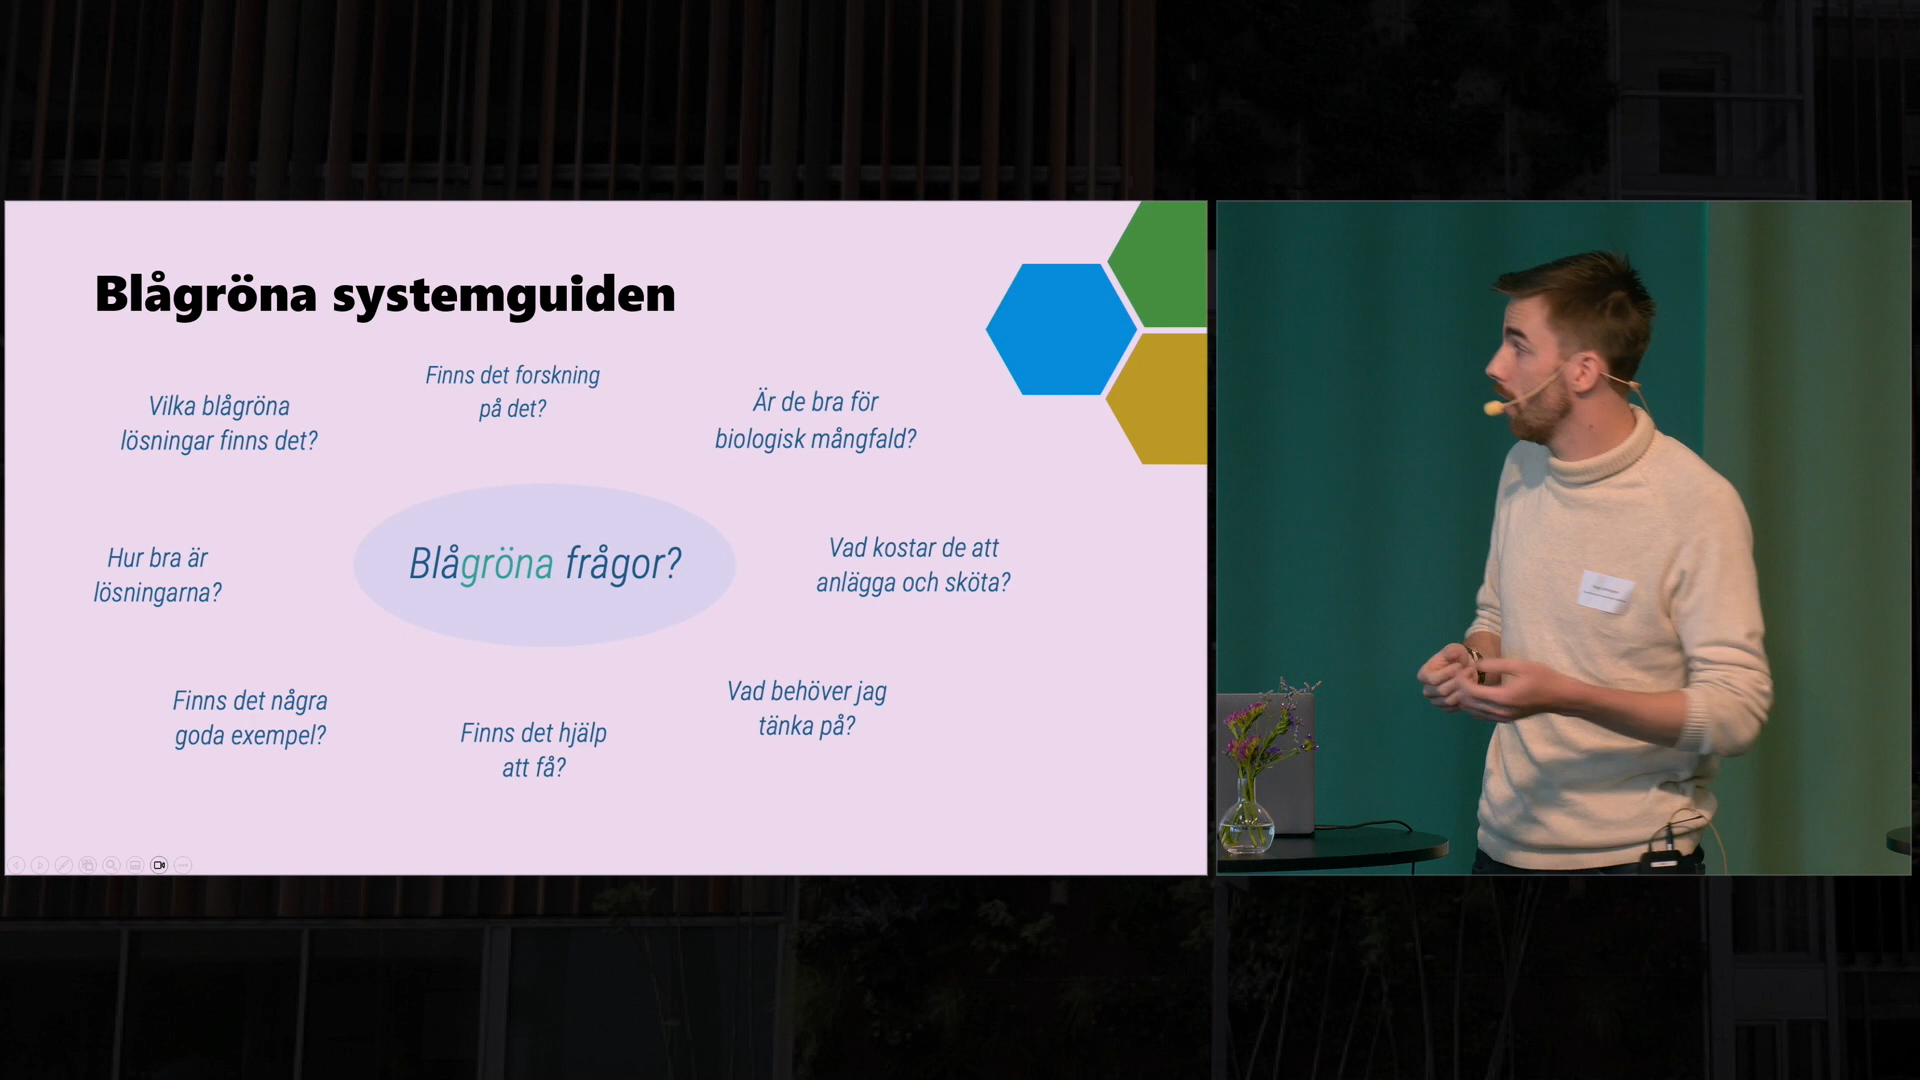 Blågröna systemguiden
Finns det forskning
på det?
Vilka blågröna
lösningar finns det?
Är de bra för
biologisk mångfald?
Hur bra är
lösningarna?
Blågröna frågor?
Vad kostar de att
anlägga och sköta?
Finns det några
goda exempel?
Finns det hjälp
att få?
Vad behöver jag
tänka på?